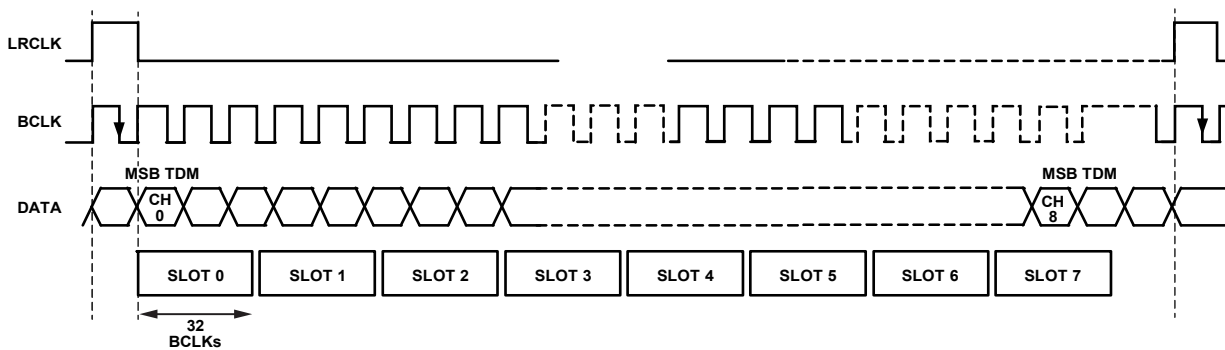 LRCLK
BCLK
MSB TDM MSB TDM
DATA
CH
0
CH
8
SLOT 0 SLOT 1 SLOT 2 SLOT 3 SLOT 4 SLOT 5 SLOT 6 SLOT 7
32
BCLKs